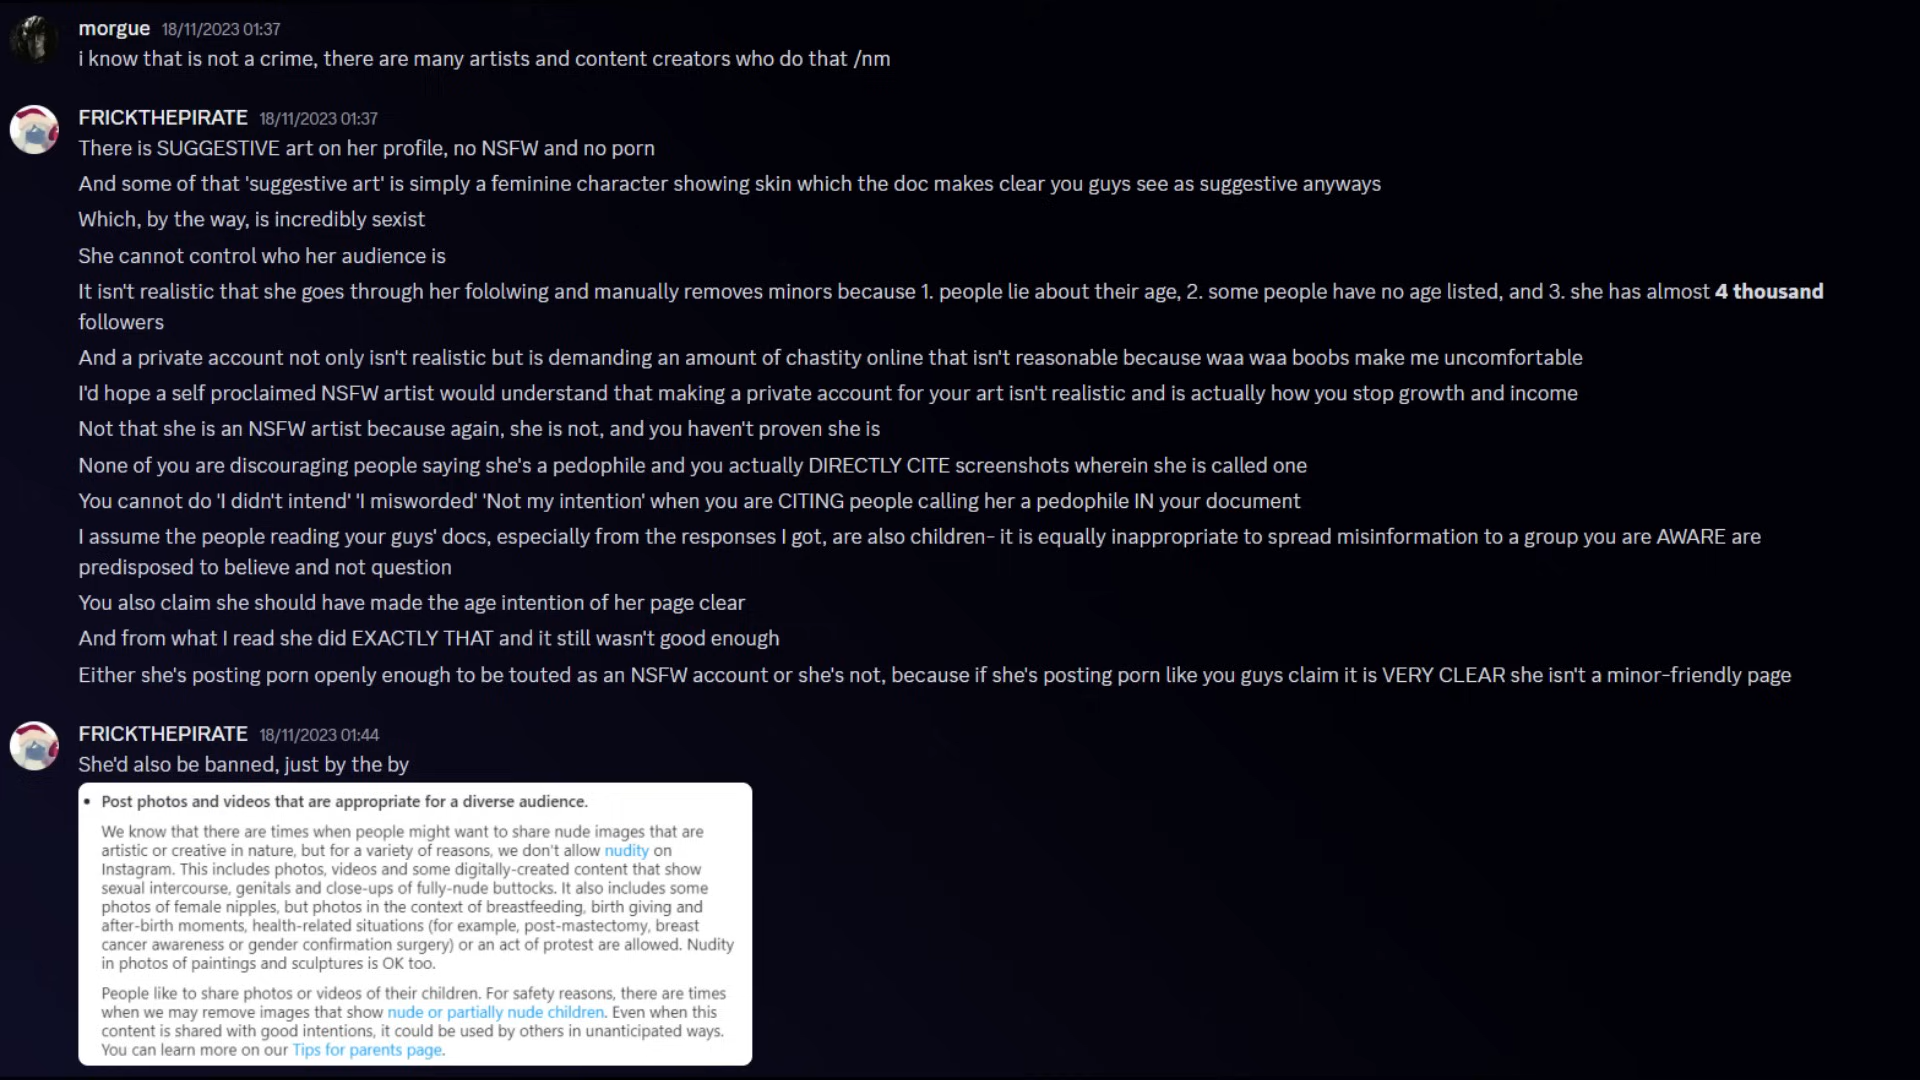 morgue 18/11/2023 01:37
i know that is not a crime, there are many artists and content creators who do that /nm
FRICKTHEPIRATE 18/11/2023 01:37
There is SUGGESTIVE art on her profile, no NSFW and no porn
And some of that 'suggestive art' is simply a feminine character showing skin which the doc makes clear you guys see as suggestive anyways
Which, by the way, is incredibly sexist
She cannot control who her audience is
It isn't realistic that she goes through her fololwing and manually removes minors because 1. people lie about their age, 2. some people have no age listed, and 3. she has almost 4 thousand
followers
And a private account not only isn't realistic but is demanding an amount of chastity online that isn't reasonable because waa waa boobs make me uncomfortable
I'd hope a self proclaimed NSFW artist would understand that making a private account for your art isn't realistic and is actually how you stop growth and income
Not that she is an NSFW artist because again, she is not, and you haven't proven she is
None of you are discouraging people saying she's a pedophile and you actually DIRECTLY CITE screenshots wherein she is called one
You cannot do 'I didn't intend' 'I misworded' 'Not my intention' when you are CITING people calling her a pedophile IN your document
I assume the people reading your guys' docs, especially from the responses I got, are also children- it is equally inappropriate to spread misinformation to a group you are AWARE are
predisposed to believe and not question
You also claim she should have made the age intention of her page clear
And from what I read she did EXACTLY THAT and it still wasn't good enough
Either she's posting porn openly enough to be touted as an NSFW account or she's not, because if she's posting porn like you guys claim it is VERY CLEAR she isn't a minor-friendly page
FRICKTHEPIRATE 18/11/2023 01:44
She'd also be banned, just by the by
• Post photos and videos that are appropriate for a diverse audience.
We know that there are times when people might want to share nude images that are
artistic or creative in nature, but for a variety of reasons, we don't allow nudity on
Instagram. This includes photos, videos and some digitally-created content that show
sexual intercourse, genitals and close-ups of fully-nude buttocks. It also includes some
photos of female nipples, but photos in the context of breastfeeding, birth giving and
after-birth moments, health-related situations (for example, post-mastectomy, breast
cancer awareness or gender confirmation surgery) or an act of protest are allowed. Nudity
in photos of paintings and sculptures is OK too.
People like to share photos or videos of their children. For safety reasons, there are times
when we may remove images that show nude or partially nude children. Even when this
content is shared with good intentions, it could be used by others in unanticipated ways.
You can learn more on our Tips for parents page.